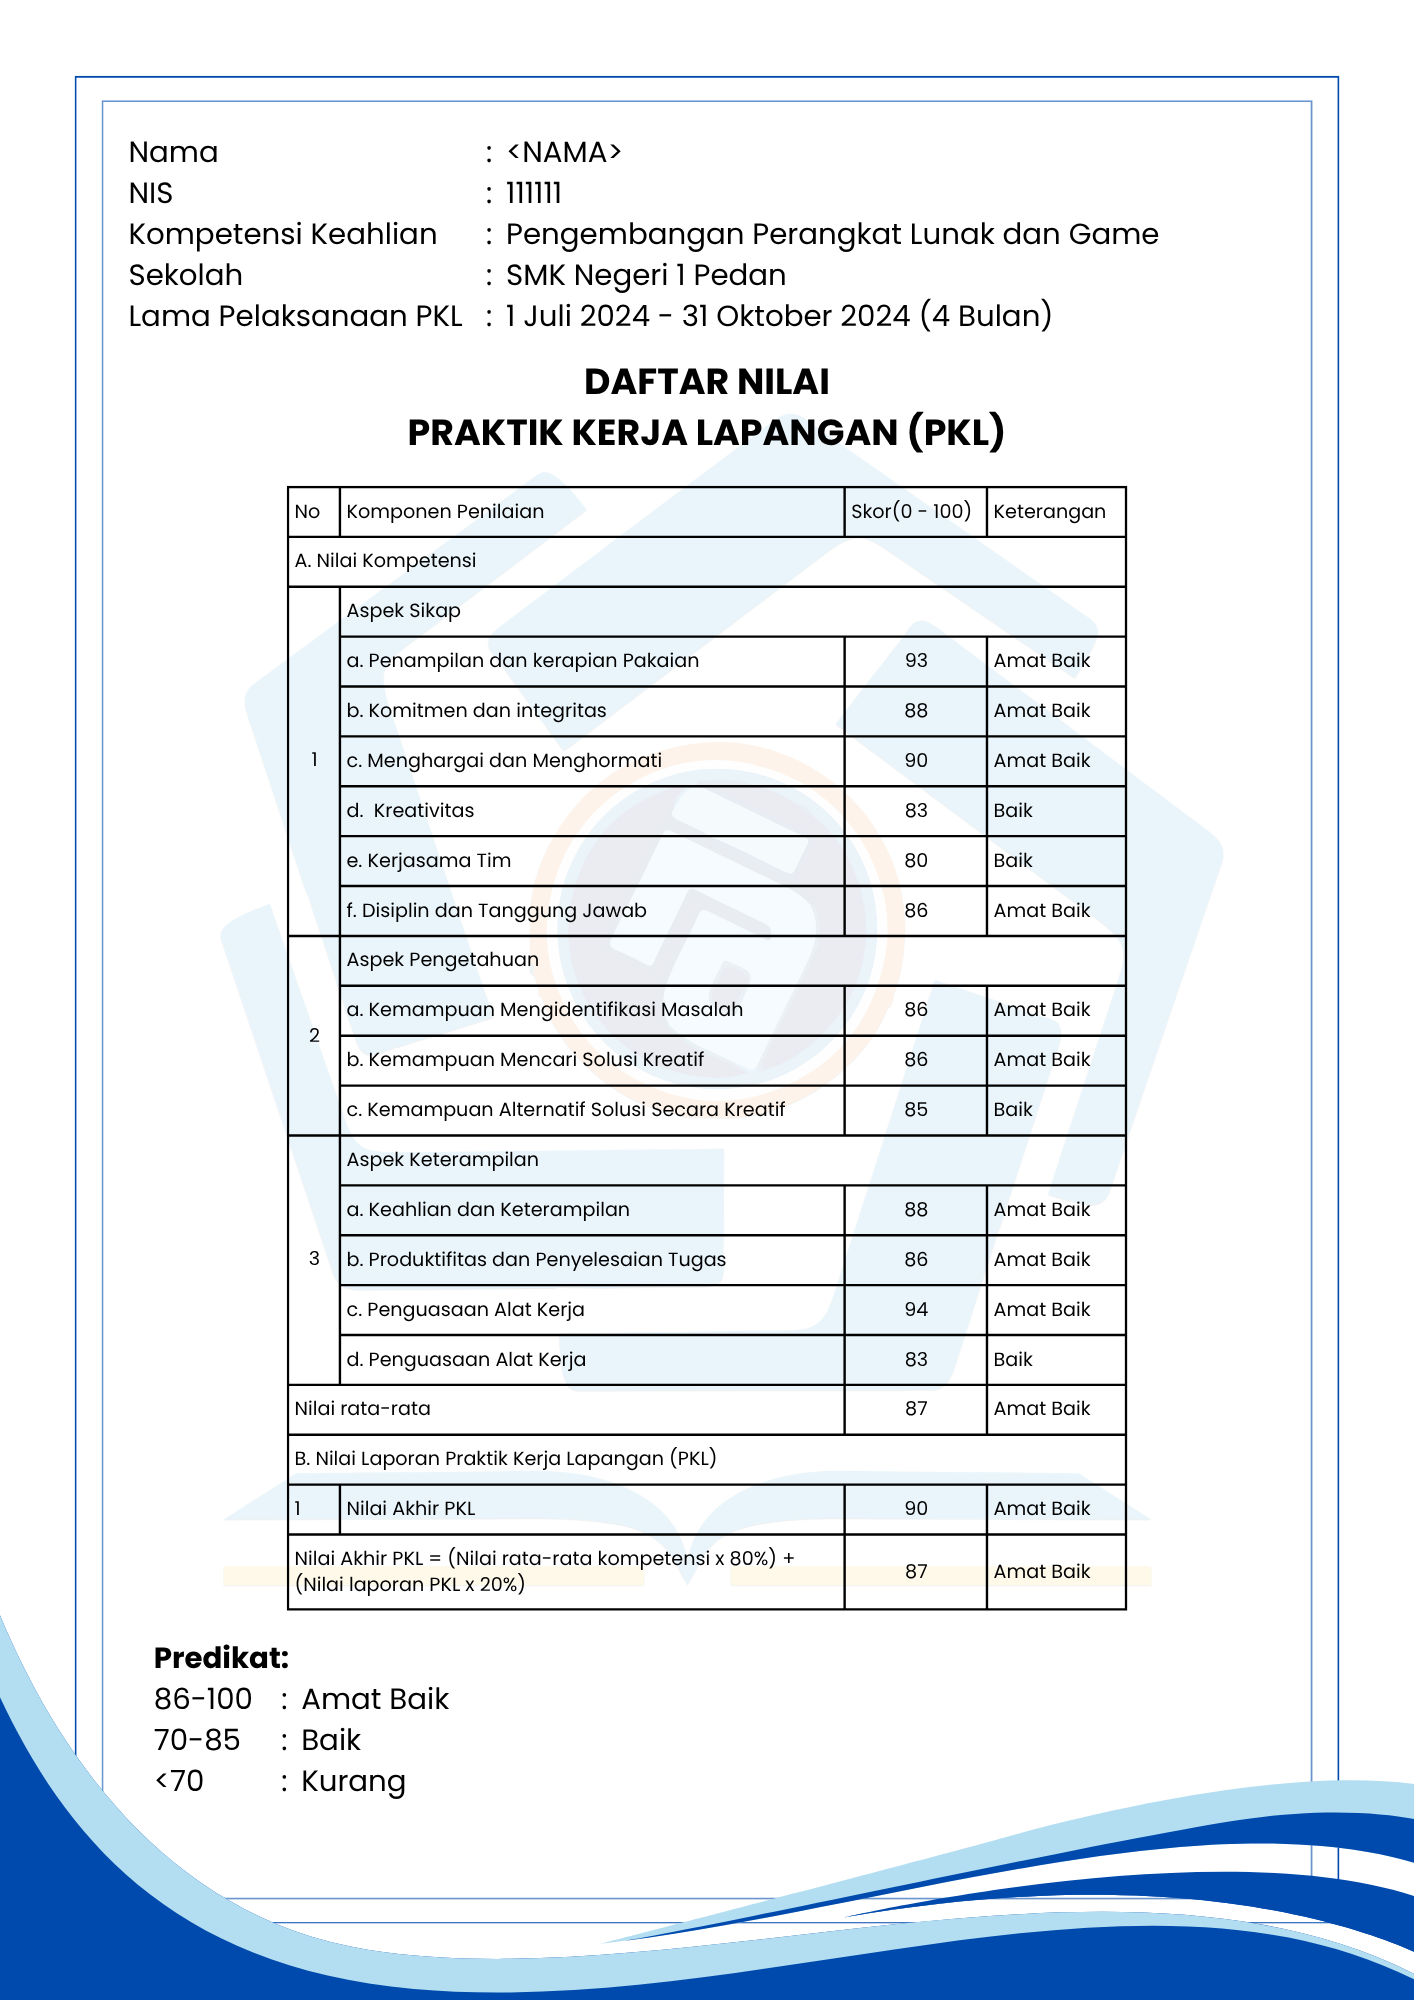 Nama : <NAMA>
NIS : 111111
Kompetensi Keahlian : Pengembangan Perangkat Lunak dan Game
Sekolah : SMK Negeri 1 Pedan
Lama Pelaksanaan PKL : 1 Juli 2024 - 31 Oktober 2024 (4 Bulan)
DAFTAR NILAI
PRAKTIK KERJA LAPANGAN (PKL)
No Komponen Penilaian Skor(0 - 100) Keterangan
A. Nilai Kompetensi
1 Aspek Sikap
a. Penampilan dan kerapian Pakaian 93 Amat Baik
b. Komitmen dan integritas 88 Amat Baik
c. Menghargai dan Menghormati 90 Amat Baik
d. Kreativitas 83 Baik
e. Kerjasama Tim 80 Baik
f. Disiplin dan Tanggung Jawab 86 Amat Baik
2 Aspek Pengetahuan
a. Kemampuan Mengidentifikasi Masalah 86 Amat Baik
b. Kemampuan Mencari Solusi Kreatif 86 Amat Baik
c. Kemampuan Alternatif Solusi Secara Kreatif 85 Baik
3 Aspek Keterampilan
a. Keahlian dan Keterampilan 88 Amat Baik
b. Produktifitas dan Penyelesaian Tugas 86 Amat Baik
c. Penguasaan Alat Kerja 94 Amat Baik
d. Penguasaan Alat Kerja 83 Baik
Nilai rata-rata 87 Amat Baik
B. Nilai Laporan Praktik Kerja Lapangan (PKL)
1 Nilai Akhir PKL 90 Amat Baik
Nilai Akhir PKL = (Nilai rata-rata kompetensi x 80%) +
(Nilai laporan PKL x 20%) 87 Amat Baik
Predikat:
86-100 : Amat Baik
70-85 : Baik
<70 : Kurang